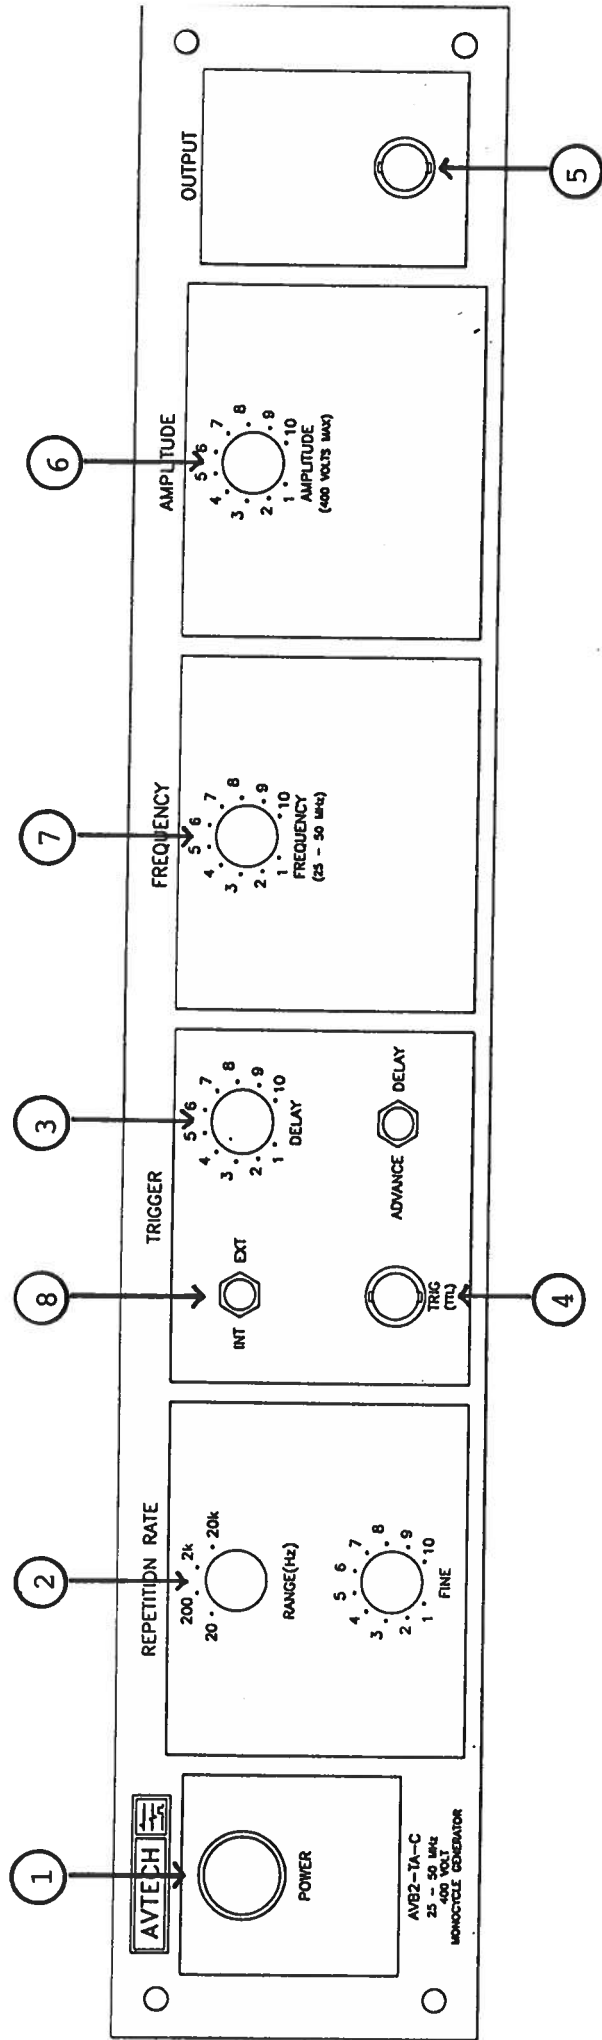 1
2
8
3
7
6
AVTECH
REPETITION RATE
TRIGGER
FREQUENCY
AMPLITUDE
OUTPUT
POWER
AVB2-TA-C
25 - 50 MHz
400 VOLT
MONOCYCLE GENERATOR
20 200 2k 20k
RANGE(Hz)
1 2 3 4 5 6 7 8 9 10
FINE
INT EXT
1 2 3 4 5 6 7 8 9 10
DELAY
TRIG
(TTL)
ADVANCE DELAY
1 2 3 4 5 6 7 8 9 10
FREQUENCY
(25 - 50 MHz)
1 2 3 4 5 6 7 8 9 10
AMPLITUDE
(400 VOLTS MAX)
4
5